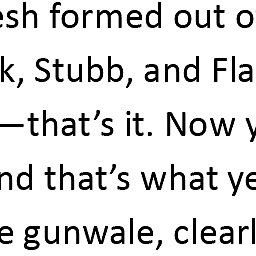 esh formed out o
k, Stubb, and Fla
—that’s it. Now y
nd that’s what ye
e gunwale, clearl